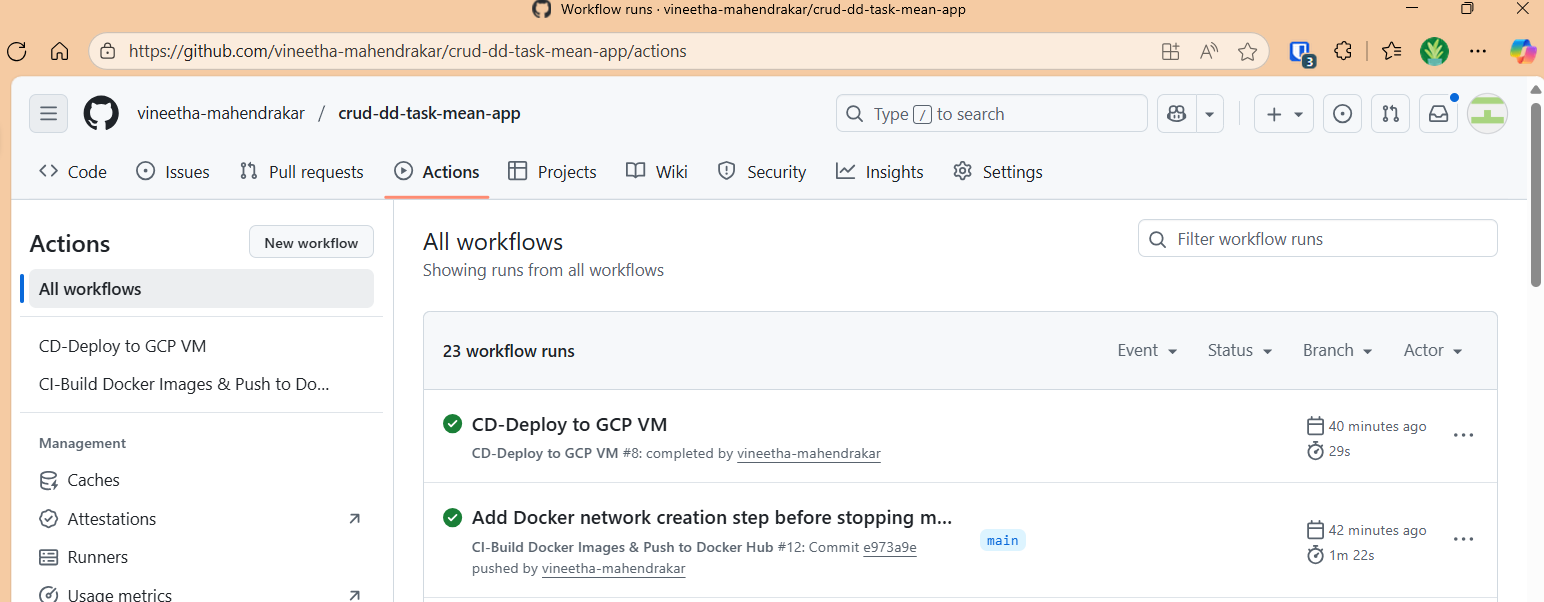 Workflow runs · vineetha-mahendrakar/crud-dd-task-mean-app
https://github.com/vineetha-mahendrakar/crud-dd-task-mean-app/actions
3
vineetha-mahendrakar / crud-dd-task-mean-app
Type / to search
Code Issues Pull requests Actions Projects Wiki Security Insights Settings
Actions
New workflow
All workflows
CD-Deploy to GCP VM
CI-Build Docker Images & Push to Do...
Management
Caches
Attestations
Runners
Usage metrics
All workflows
Showing runs from all workflows
Filter workflow runs
23 workflow runs
Event Status Branch Actor
CD-Deploy to GCP VM
CD-Deploy to GCP VM #8: completed by vineetha-mahendrakar
40 minutes ago
29s
Add Docker network creation step before stopping m...
CI-Build Docker Images & Push to Docker Hub #12: Commit e973a9e
pushed by vineetha-mahendrakar
main
42 minutes ago
1m 22s